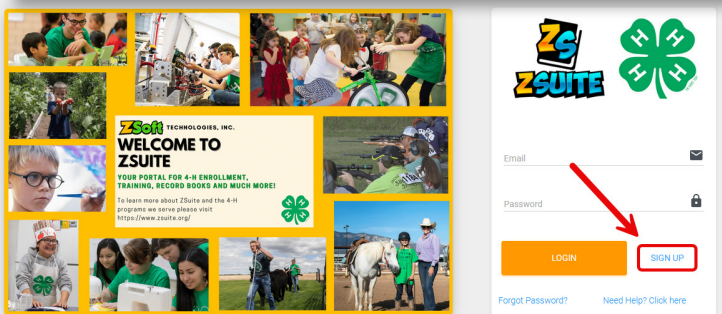 ZSoft TECHNOLOGIES, INC.
WELCOME TO
ZSUITE
YOUR PORTAL FOR 4-H ENROLLMENT,
TRAINING, RECORD BOOKS AND MUCH MORE!
To learn more about ZSuite and the 4-H
programs we serve please visit
https://www.zsuite.org/
H H H H
ZS
ZSUITE
H H H H
Email
Password
LOGIN
SIGN UP
Forgot Password?
Need Help? Click here